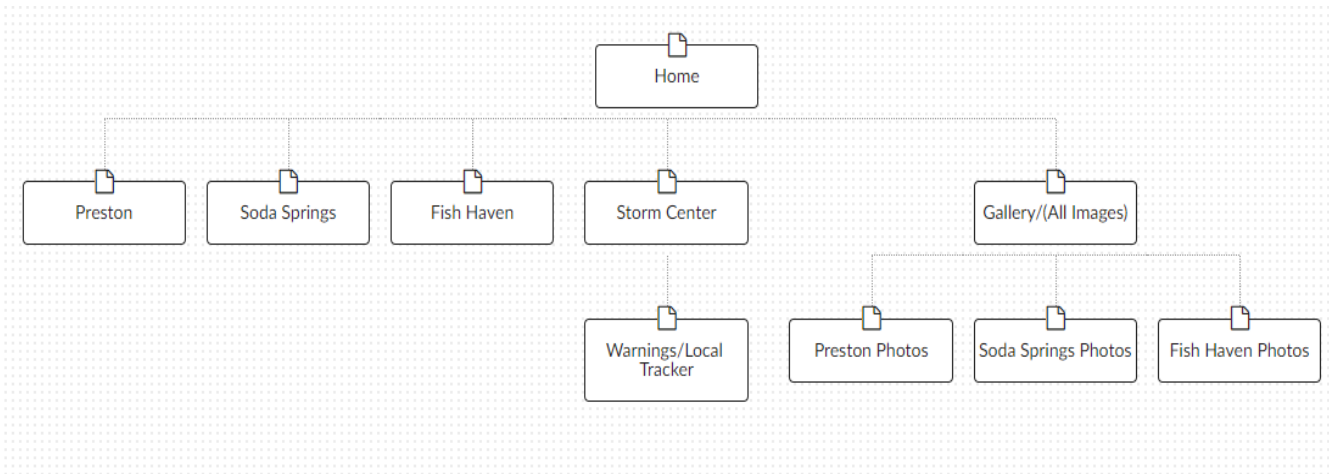 Home
Preston
Soda Springs
Fish Haven
Storm Center
Gallery/(All Images)
Warnings/Local
Tracker
Preston Photos
Soda Springs Photos
Fish Haven Photos